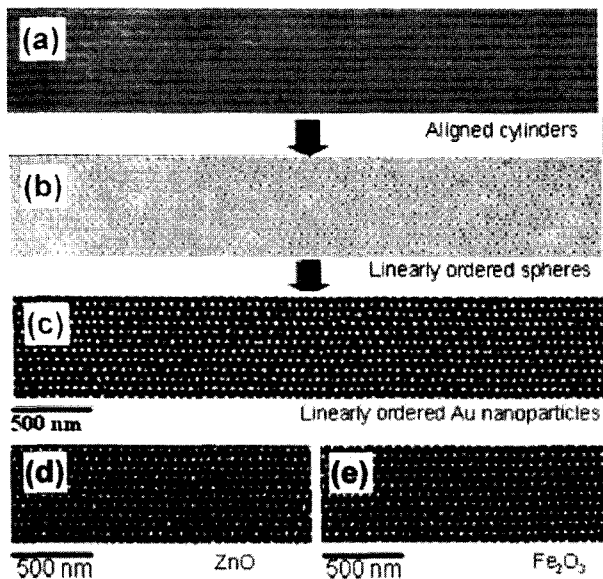 (a)
Aligned cylinders
(b)
Linearly ordered spheres
(c)
500 nm
Linearly ordered Au nanoparticles
(d)
(e)
500 nm
ZnO
500 nm
Fe₂O₃